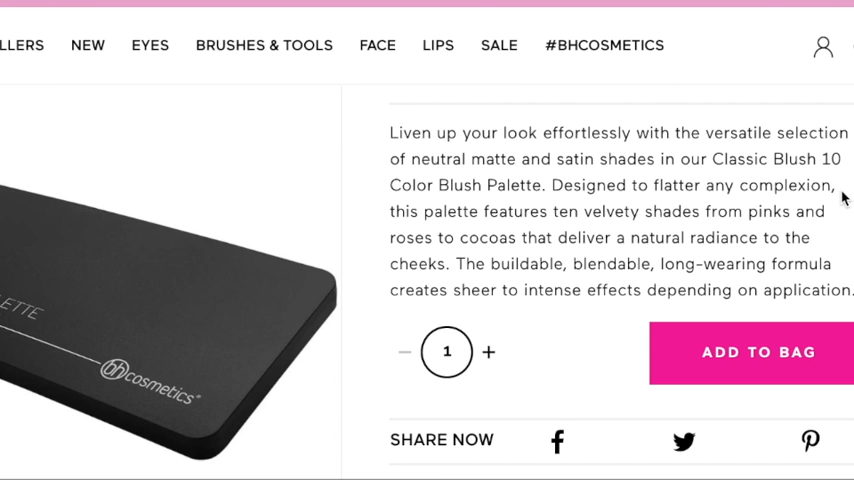 LLERS NEW EYES BRUSHES & TOOLS FACE LIPS SALE #BHCOSMETICS
Liven up your look effortlessly with the versatile selection
of neutral matte and satin shades in our Classic Blush 10
Color Blush Palette. Designed to flatter any complexion,
this palette features ten velvety shades from pinks and
roses to cocoas that deliver a natural radiance to the
cheeks. The buildable, blendable, long-wearing formula
creates sheer to intense effects depending on application.
ETTE
bhcosmetics®
− 1 +
ADD TO BAG
SHARE NOW